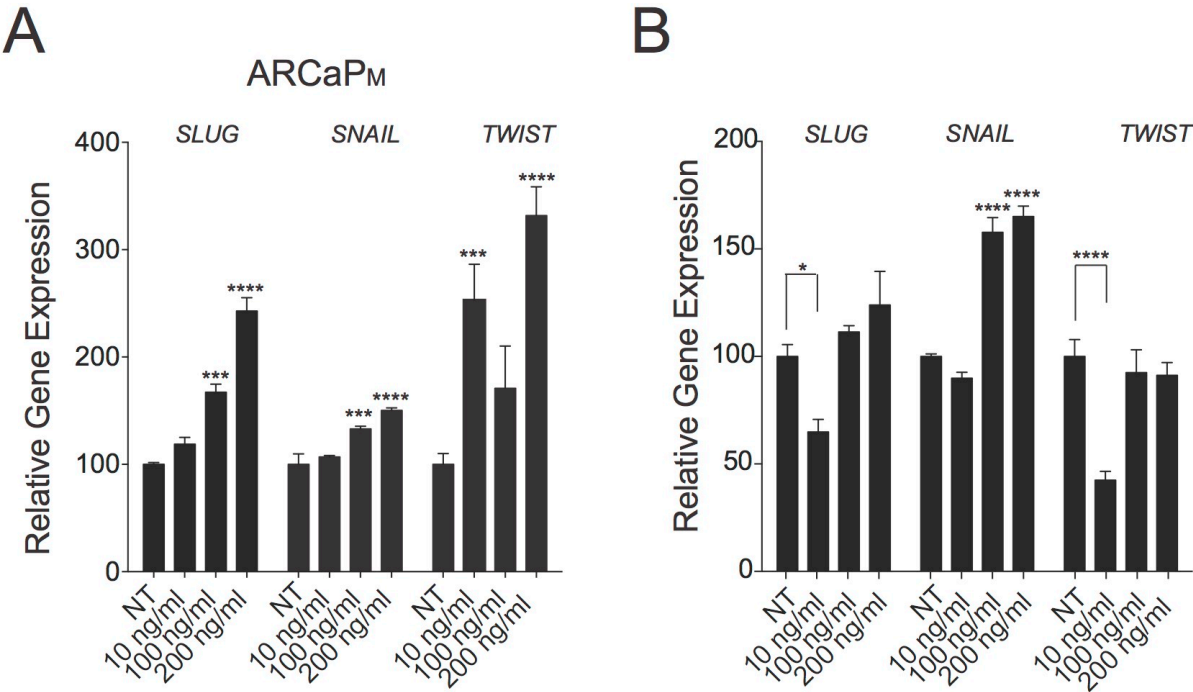 A
ARCaPM
SLUG SNAIL TWIST
Relative Gene Expression
400
300
200
100
0
*** **** *** **** *** ****
NT 10 ng/ml 100 ng/ml 200 ng/ml
NT 10 ng/ml 100 ng/ml 200 ng/ml
NT 10 ng/ml 100 ng/ml 200 ng/ml
B
SLUG SNAIL TWIST
Relative Gene Expression
200
150
100
50
0
* **** **** ****
NT 10 ng/ml 100 ng/ml 200 ng/ml
NT 10 ng/ml 100 ng/ml 200 ng/ml
NT 10 ng/ml 100 ng/ml 200 ng/ml